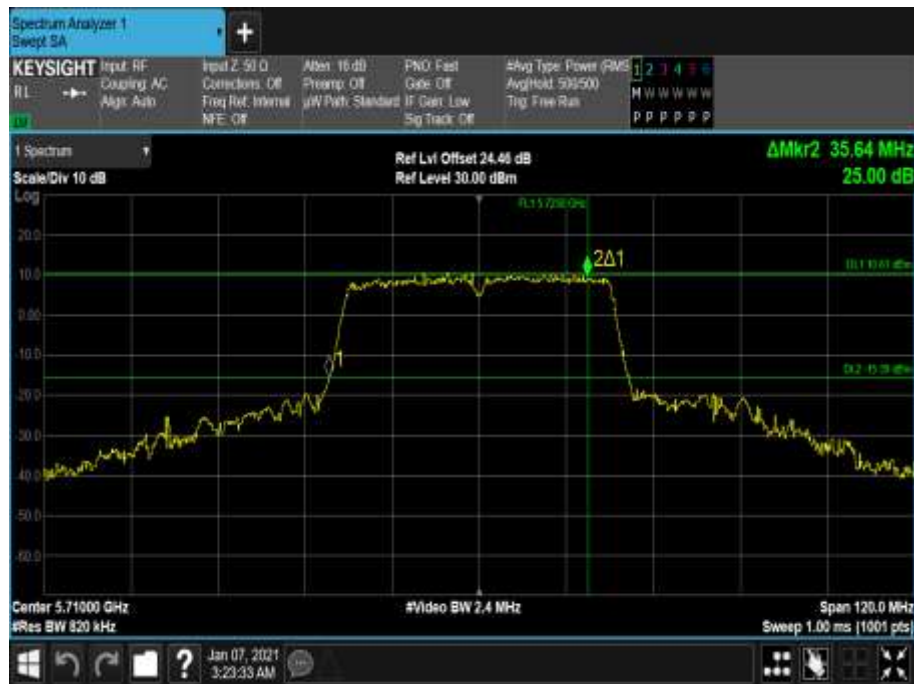 Spectrum Analyzer 1
Swept SA
+
KEYSIGHT
RL
Input: RF
Coupling: AC
Align: Auto
Input Z: 50 Ω
Corrections: Off
Freq Ref: Internal
NFE: Off
Atten: 16 dB
Preamp: Off
µW Path: Standard
PNO: Fast
Gate: Off
IF Gain: Low
Sig Track: Off
#Avg Type: Power (RMS
Avg|Hold: 500/500
Trig: Free Run
1 2 3 4 5 6
M W W W W W
P P P P P P
1 Spectrum
Scale/Div 10 dB
Ref Lvl Offset 24.46 dB
Ref Level 30.00 dBm
ΔMkr2 35.64 MHz
25.00 dB
Log
20.0
10.0
0.00
-10.0
-20.0
-30.0
-40.0
-50.0
-60.0
2Δ1
1
Center 5.71000 GHz
#Res BW 820 kHz
#Video BW 2.4 MHz
Span 120.0 MHz
Sweep 1.00 ms (1001 pts)
?
Jan 07, 2021
3:23:33 AM